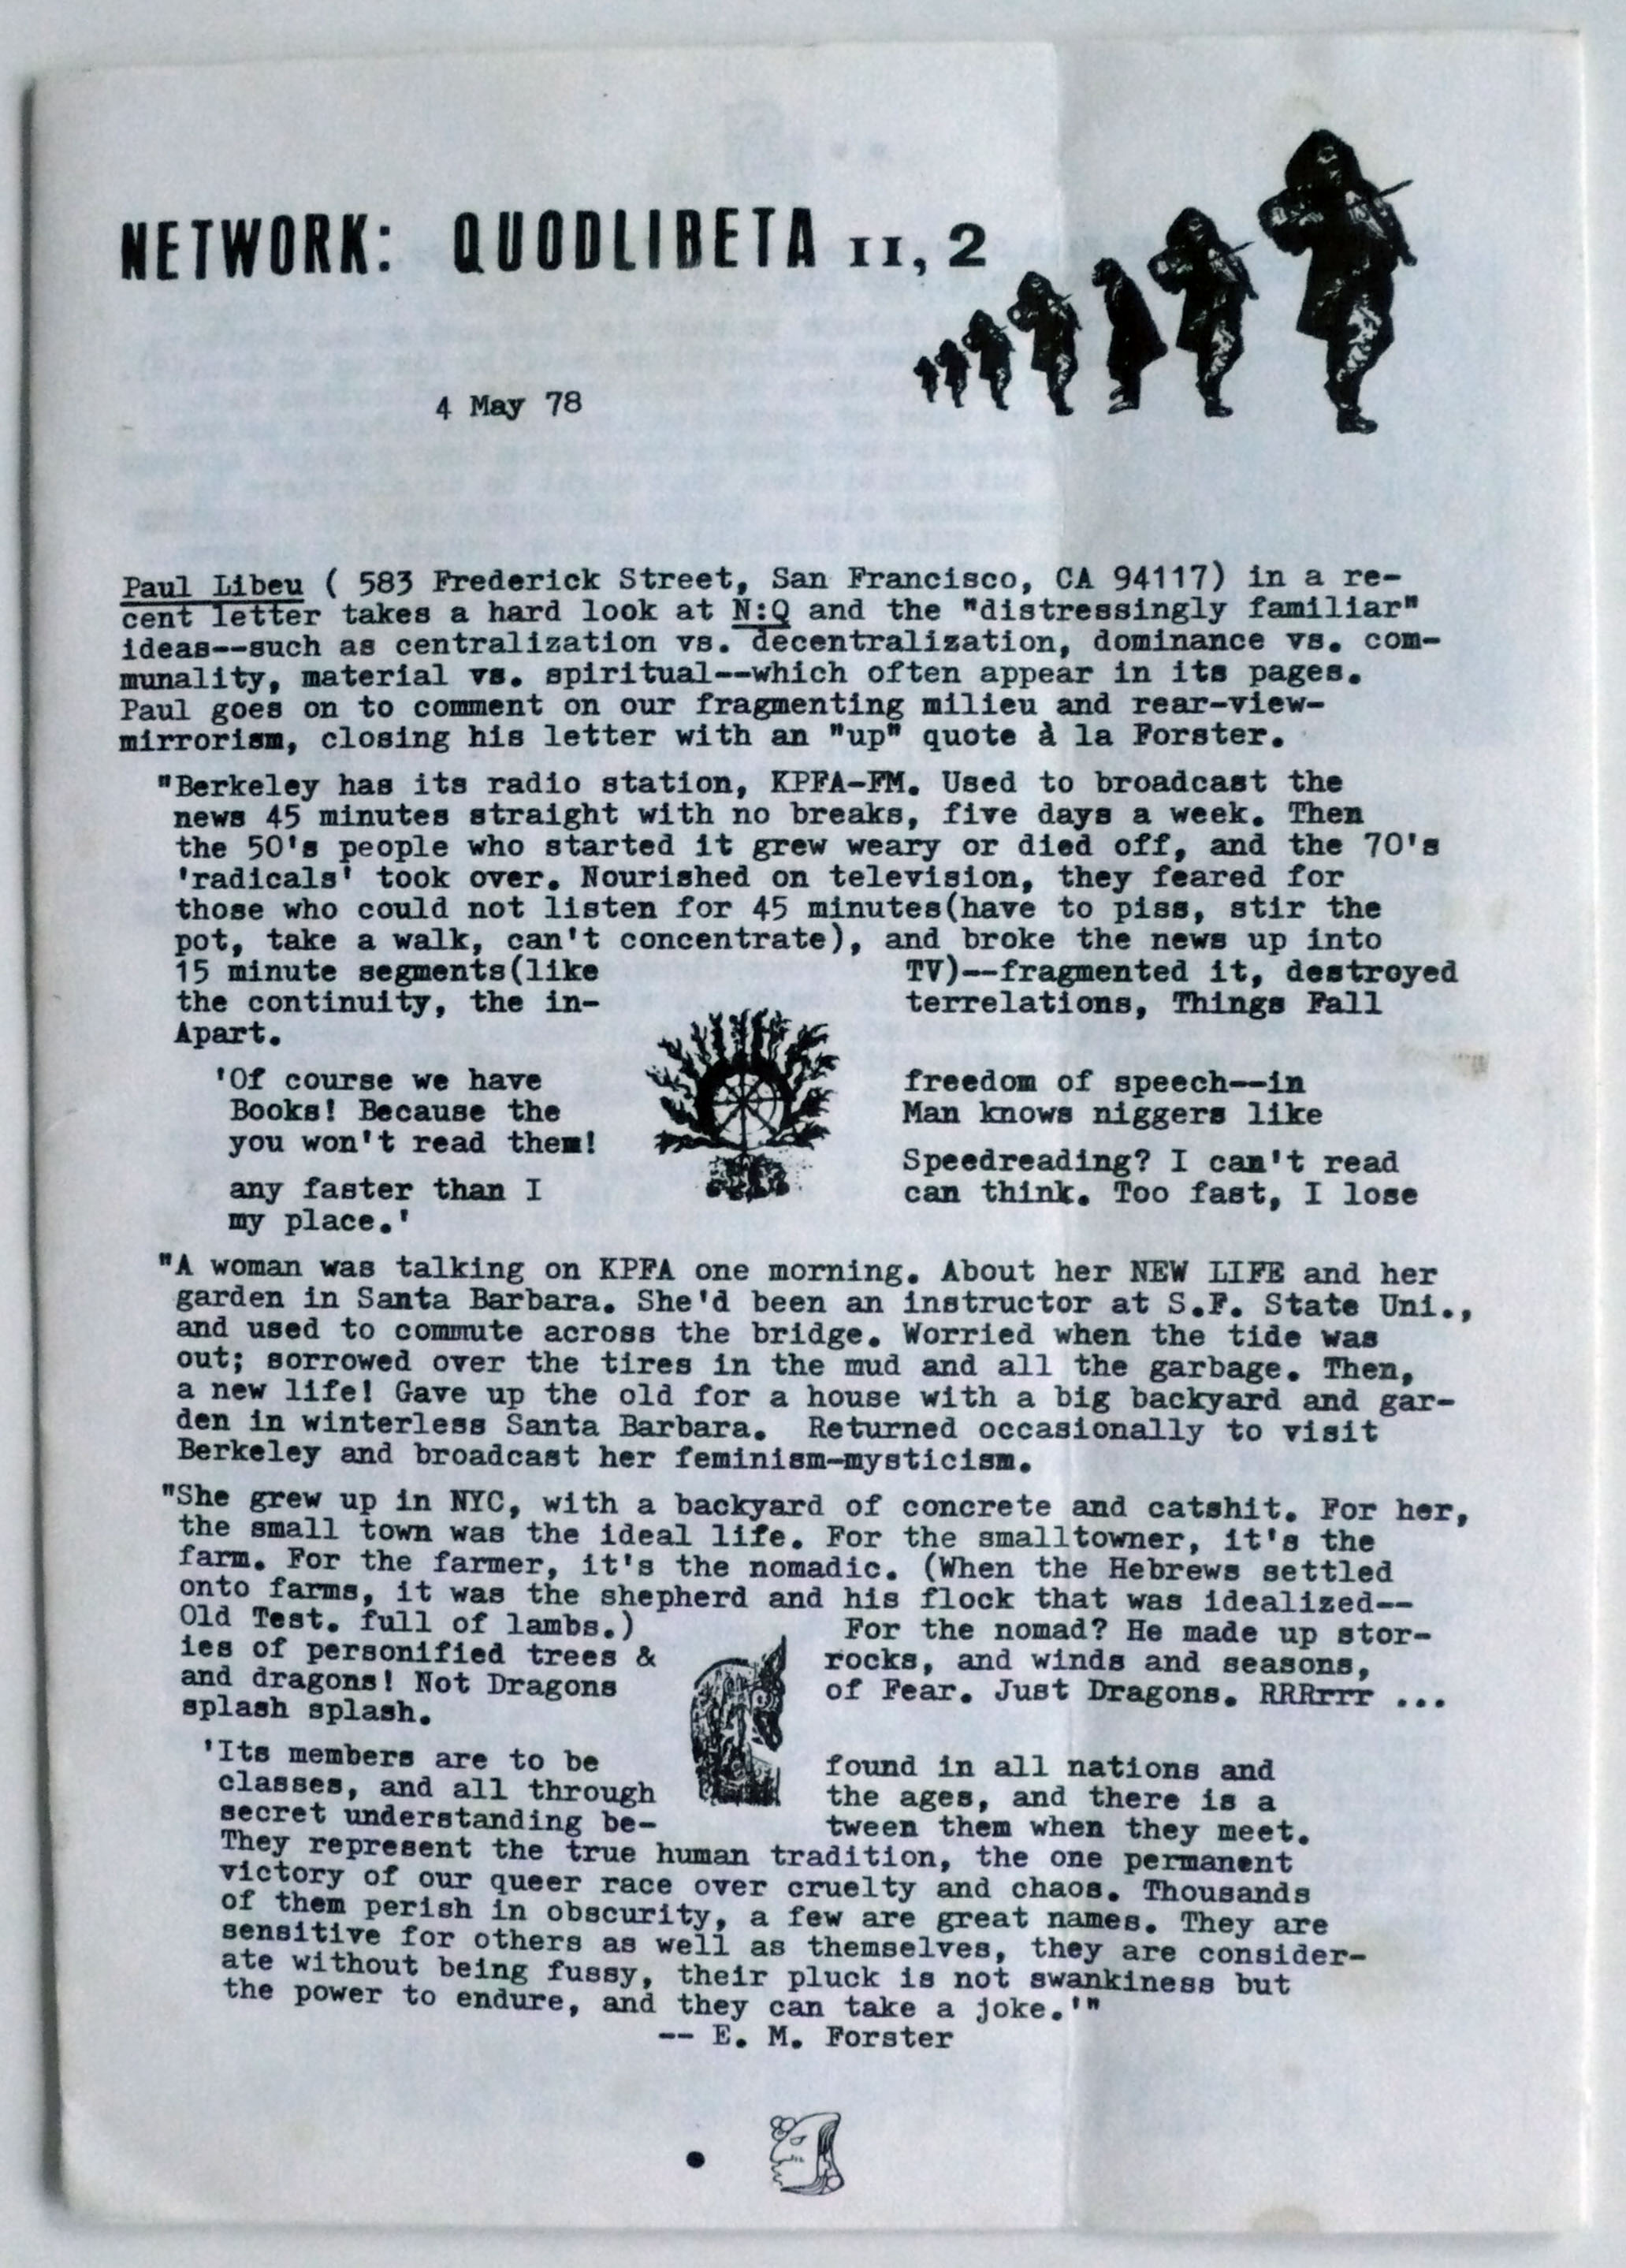 NETWORK: QUODLIBETA II, 2
4 May 78
Paul Libeu ( 583 Frederick Street, San Francisco, CA 94117) in a re-
cent letter takes a hard look at N:Q and the "distressingly familiar"
ideas--such as centralization vs. decentralization, dominance vs. com-
munality, material vs. spiritual--which often appear in its pages.
Paul goes on to comment on our fragmenting milieu and rear-view-
mirrorism, closing his letter with an "up" quote à la Forster.
"Berkeley has its radio station, KPFA-FM. Used to broadcast the
news 45 minutes straight with no breaks, five days a week. Then
the 50's people who started it grew weary or died off, and the 70's
'radicals' took over. Nourished on television, they feared for
those who could not listen for 45 minutes(have to piss, stir the
pot, take a walk, can't concentrate), and broke the news up into
15 minute segments(like TV)--fragmented it, destroyed
the continuity, the in- terrelations, Things Fall
Apart.
'Of course we have freedom of speech--in
Books! Because the Man knows niggers like
you won't read them!
Speedreading? I can't read
any faster than I can think. Too fast, I lose
my place.'
"A woman was talking on KPFA one morning. About her NEW LIFE and her
garden in Santa Barbara. She'd been an instructor at S.F. State Uni.,
and used to commute across the bridge. Worried when the tide was
out; sorrowed over the tires in the mud and all the garbage. Then,
a new life! Gave up the old for a house with a big backyard and gar-
den in winterless Santa Barbara. Returned occasionally to visit
Berkeley and broadcast her feminism-mysticism.
"She grew up in NYC, with a backyard of concrete and catshit. For her,
the small town was the ideal life. For the smalltowner, it's the
farm. For the farmer, it's the nomadic. (When the Hebrews settled
onto farms, it was the shepherd and his flock that was idealized--
Old Test. full of lambs.) For the nomad? He made up stor-
ies of personified trees & rocks, and winds and seasons,
and dragons! Not Dragons of Fear. Just Dragons. RRRrrr ...
splash splash.
'Its members are to be found in all nations and
classes, and all through the ages, and there is a
secret understanding be- tween them when they meet.
They represent the true human tradition, the one permanent
victory of our queer race over cruelty and chaos. Thousands
of them perish in obscurity, a few are great names. They are
sensitive for others as well as themselves, they are consider-
ate without being fussy, their pluck is not swankiness but
the power to endure, and they can take a joke.'"
-- E. M. Forster